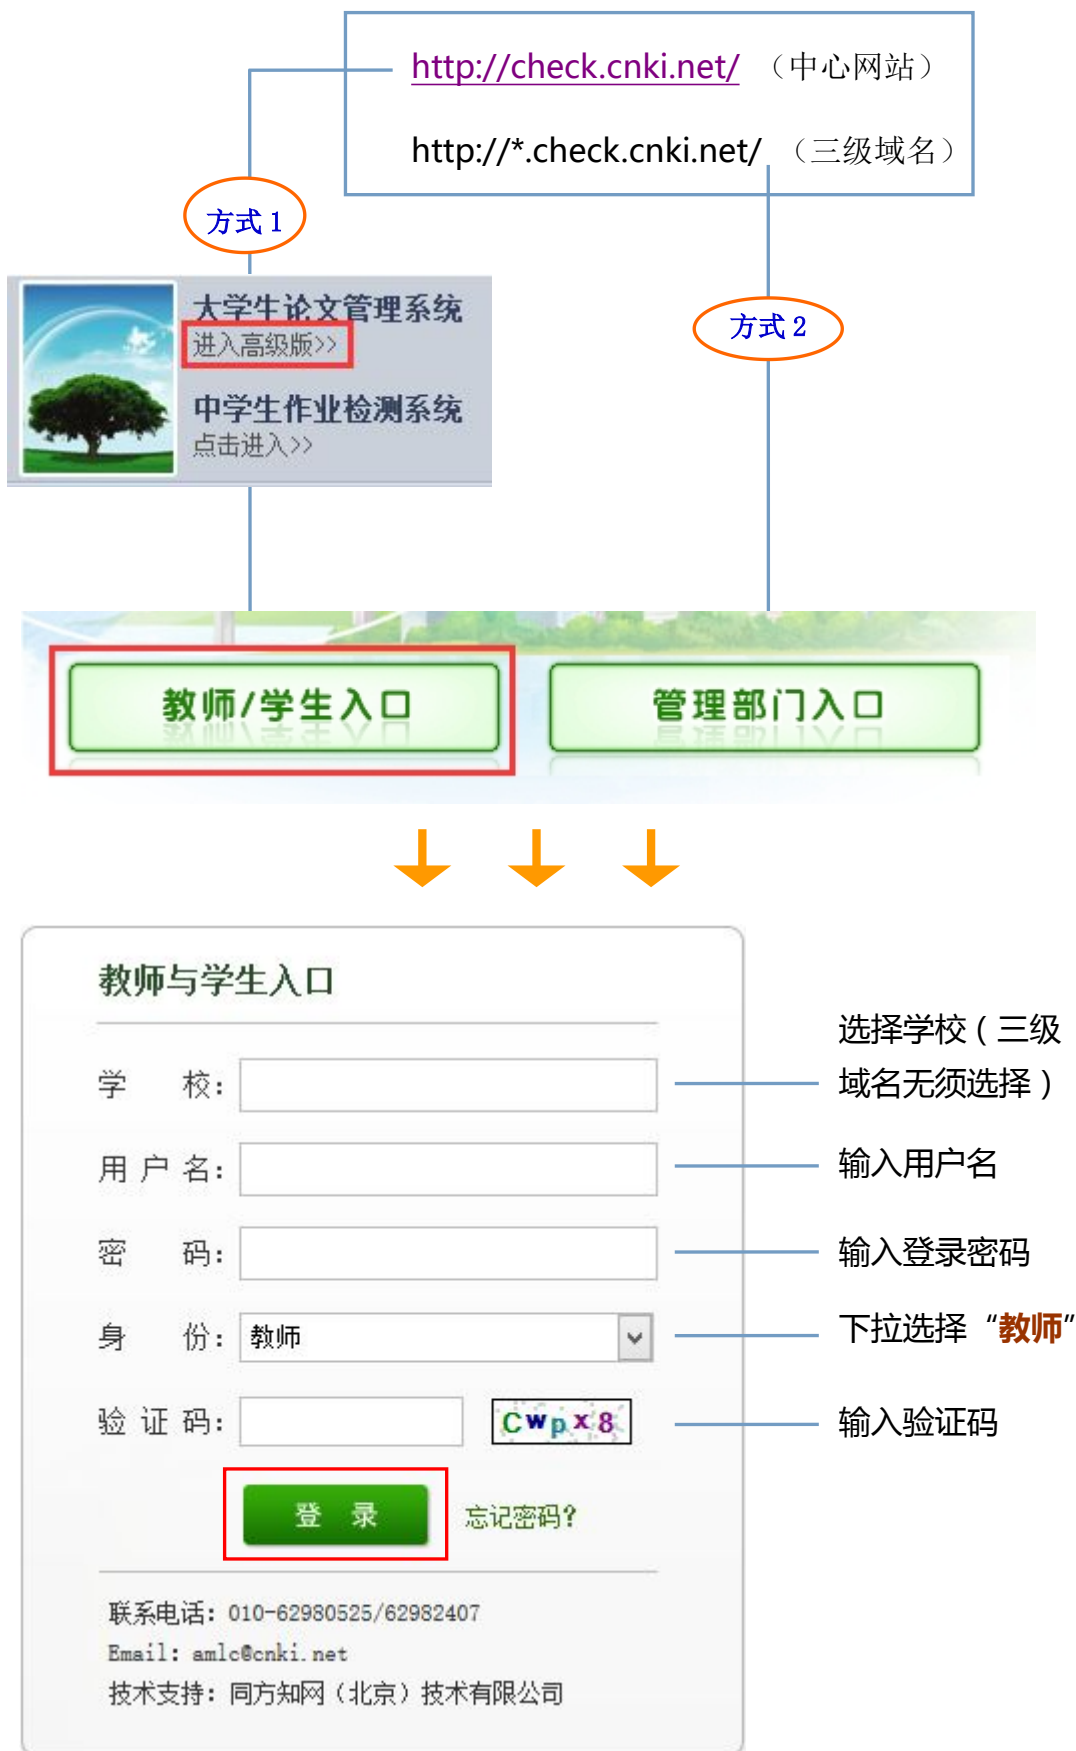 http://check.cnki.net/ （中心网站）
http://*.check.cnki.net/ （三级域名）
方式 1
大学生论文管理系统
进入高级版>>
中学生作业检测系统
点击进入>>
方式 2
教师/学生入口
管理部门入口
教师与学生入口
学 校：
选择学校（三级
域名无须选择）
用 户 名：
输入用户名
密 码：
输入登录密码
身 份： 教师
下拉选择“教师”
验 证 码： Cwpx8
输入验证码
登 录 忘记密码?
联系电话：010-62980525/62982407
Email: amlc@cnki.net
技术支持：同方知网（北京）技术有限公司